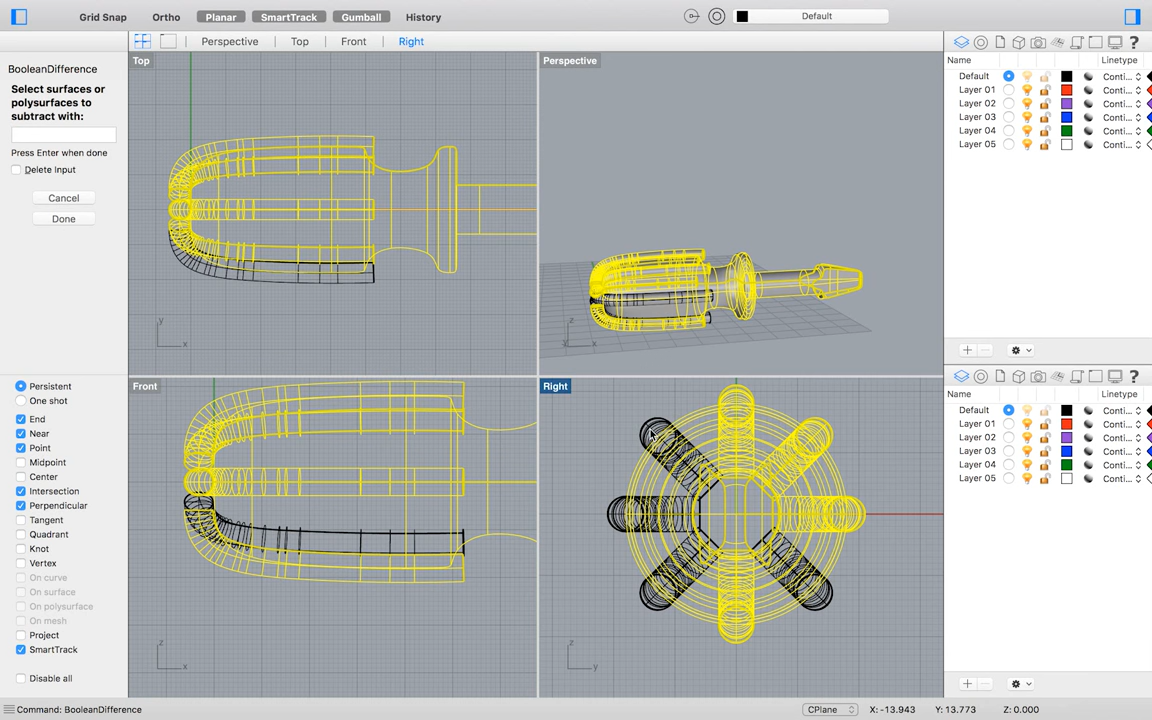 Grid Snap Ortho Planar SmartTrack Gumball History Default
Perspective Top Front Right
BooleanDifference
Select surfaces or
polysurfaces to
subtract with:
Press Enter when done
Delete Input
Cancel
Done
Persistent
One shot
End
Near
Point
Midpoint
Center
Intersection
Perpendicular
Tangent
Quadrant
Knot
Vertex
On curve
On surface
On polysurface
On mesh
Project
SmartTrack
Disable all
Top
y
x
Perspective
z
x
Front
z
x
Right
z
y
Name Linetype
Default Conti...
Layer 01 Conti...
Layer 02 Conti...
Layer 03 Conti...
Layer 04 Conti...
Layer 05 Conti...
Name Linetype
Default Conti...
Layer 01 Conti...
Layer 02 Conti...
Layer 03 Conti...
Layer 04 Conti...
Layer 05 Conti...
Command: BooleanDifference CPlane X: -13.943 Y: 13.773 Z: 0.000